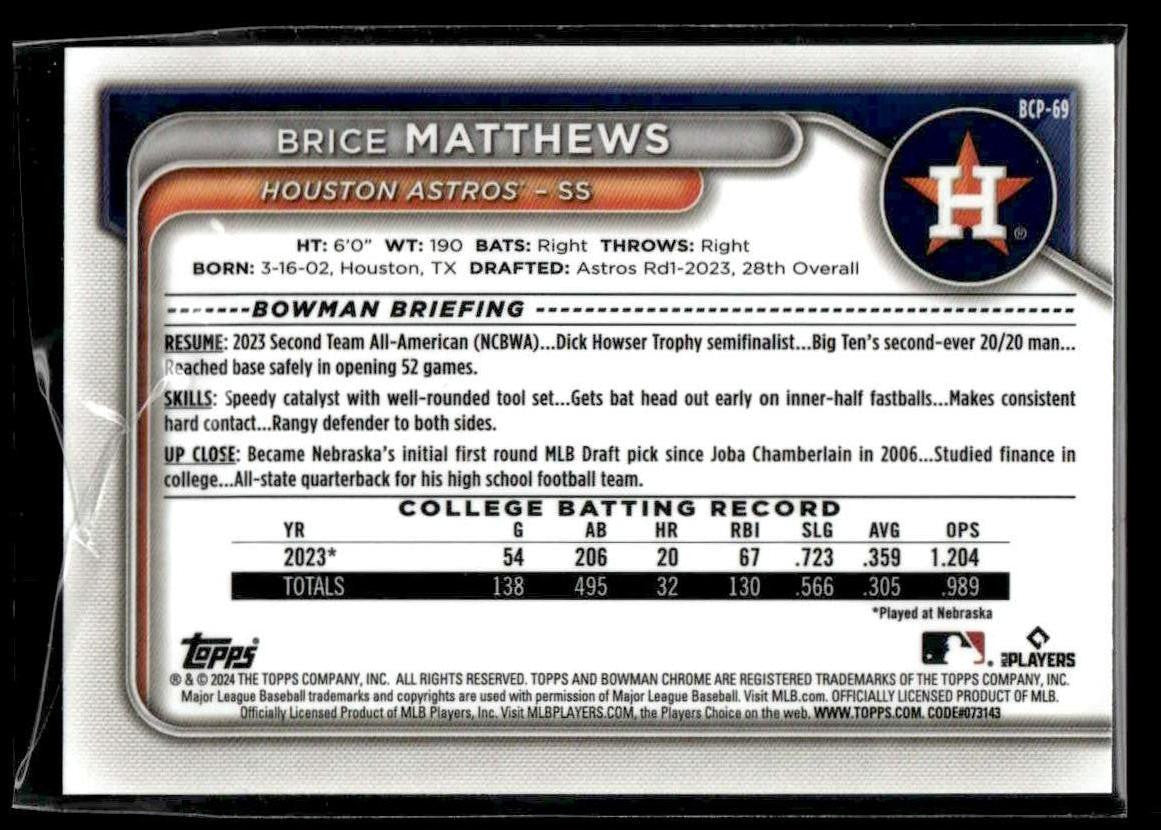 BCP-69
BRICE MATTHEWS
HOUSTON ASTROS - SS
H ®
HT: 6'0" WT: 190 BATS: Right THROWS: Right
BORN: 3-16-02, Houston, TX DRAFTED: Astros Rd1-2023, 28th Overall
BOWMAN BRIEFING
RESUME: 2023 Second Team All-American (NCBWA)...Dick Howser Trophy semifinalist...Big Ten's second-ever 20/20 man...
Reached base safely in opening 52 games.
SKILLS: Speedy catalyst with well-rounded tool set...Gets bat head out early on inner-half fastballs...Makes consistent
hard contact...Rangy defender to both sides.
UP CLOSE: Became Nebraska's initial first round MLB Draft pick since Joba Chamberlain in 2006...Studied finance in
college...All-state quarterback for his high school football team.
COLLEGE BATTING RECORD
YR G AB HR RBI SLG AVG OPS
2023* 54 206 20 67 .723 .359 1.204
TOTALS 138 495 32 130 .566 .305 .989
*Played at Nebraska
Topps MLB PLAYERS
® & © 2024 THE TOPPS COMPANY, INC. ALL RIGHTS RESERVED. TOPPS AND BOWMAN CHROME ARE REGISTERED TRADEMARKS OF THE TOPPS COMPANY, INC.
Major League Baseball trademarks and copyrights are used with permission of Major League Baseball. Visit MLB.com. OFFICIALLY LICENSED PRODUCT OF MLB.
Officially Licensed Product of MLB Players, Inc. Visit MLBPLAYERS.COM, the Players Choice on the web. WWW.TOPPS.COM. CODE#073143